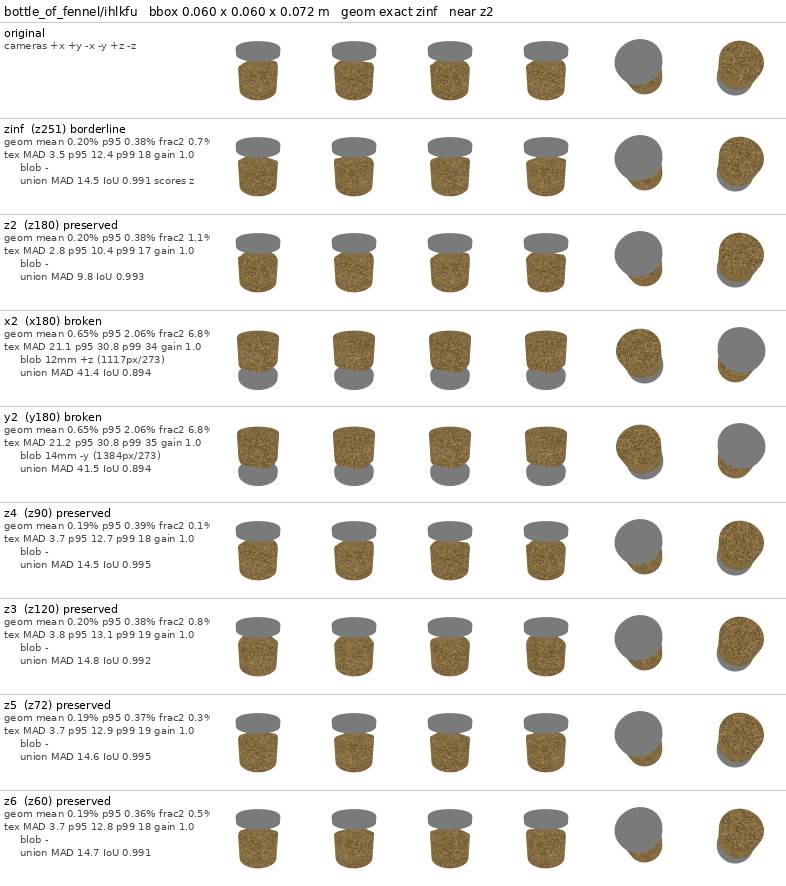 bottle_of_fennel/ihlkfu   bbox 0.060 x 0.060 x 0.072 m   geom exact zinf   near z2
original
cameras +x +y -x -y +z -z
zinf  (z251) borderline
geom mean 0.20% p95 0.38% frac2 0.7%
tex MAD 3.5 p95 12.4 p99 18 gain 1.0
blob -
union MAD 14.5 IoU 0.991 scores z
z2  (z180) preserved
geom mean 0.20% p95 0.38% frac2 1.1%
tex MAD 2.8 p95 10.4 p99 17 gain 1.0
blob -
union MAD 9.8 IoU 0.993
x2  (x180) broken
geom mean 0.65% p95 2.06% frac2 6.8%
tex MAD 21.1 p95 30.8 p99 34 gain 1.0
blob 12mm +z (1117px/273)
union MAD 41.4 IoU 0.894
y2  (y180) broken
geom mean 0.65% p95 2.06% frac2 6.8%
tex MAD 21.2 p95 30.8 p99 35 gain 1.0
blob 14mm -y (1384px/273)
union MAD 41.5 IoU 0.894
z4  (z90) preserved
geom mean 0.19% p95 0.39% frac2 0.1%
tex MAD 3.7 p95 12.7 p99 18 gain 1.0
blob -
union MAD 14.5 IoU 0.995
z3  (z120) preserved
geom mean 0.20% p95 0.38% frac2 0.8%
tex MAD 3.8 p95 13.1 p99 19 gain 1.0
blob -
union MAD 14.8 IoU 0.992
z5  (z72) preserved
geom mean 0.19% p95 0.37% frac2 0.3%
tex MAD 3.7 p95 12.9 p99 19 gain 1.0
blob -
union MAD 14.6 IoU 0.995
z6  (z60) preserved
geom mean 0.19% p95 0.36% frac2 0.5%
tex MAD 3.7 p95 12.8 p99 18 gain 1.0
blob -
union MAD 14.7 IoU 0.991